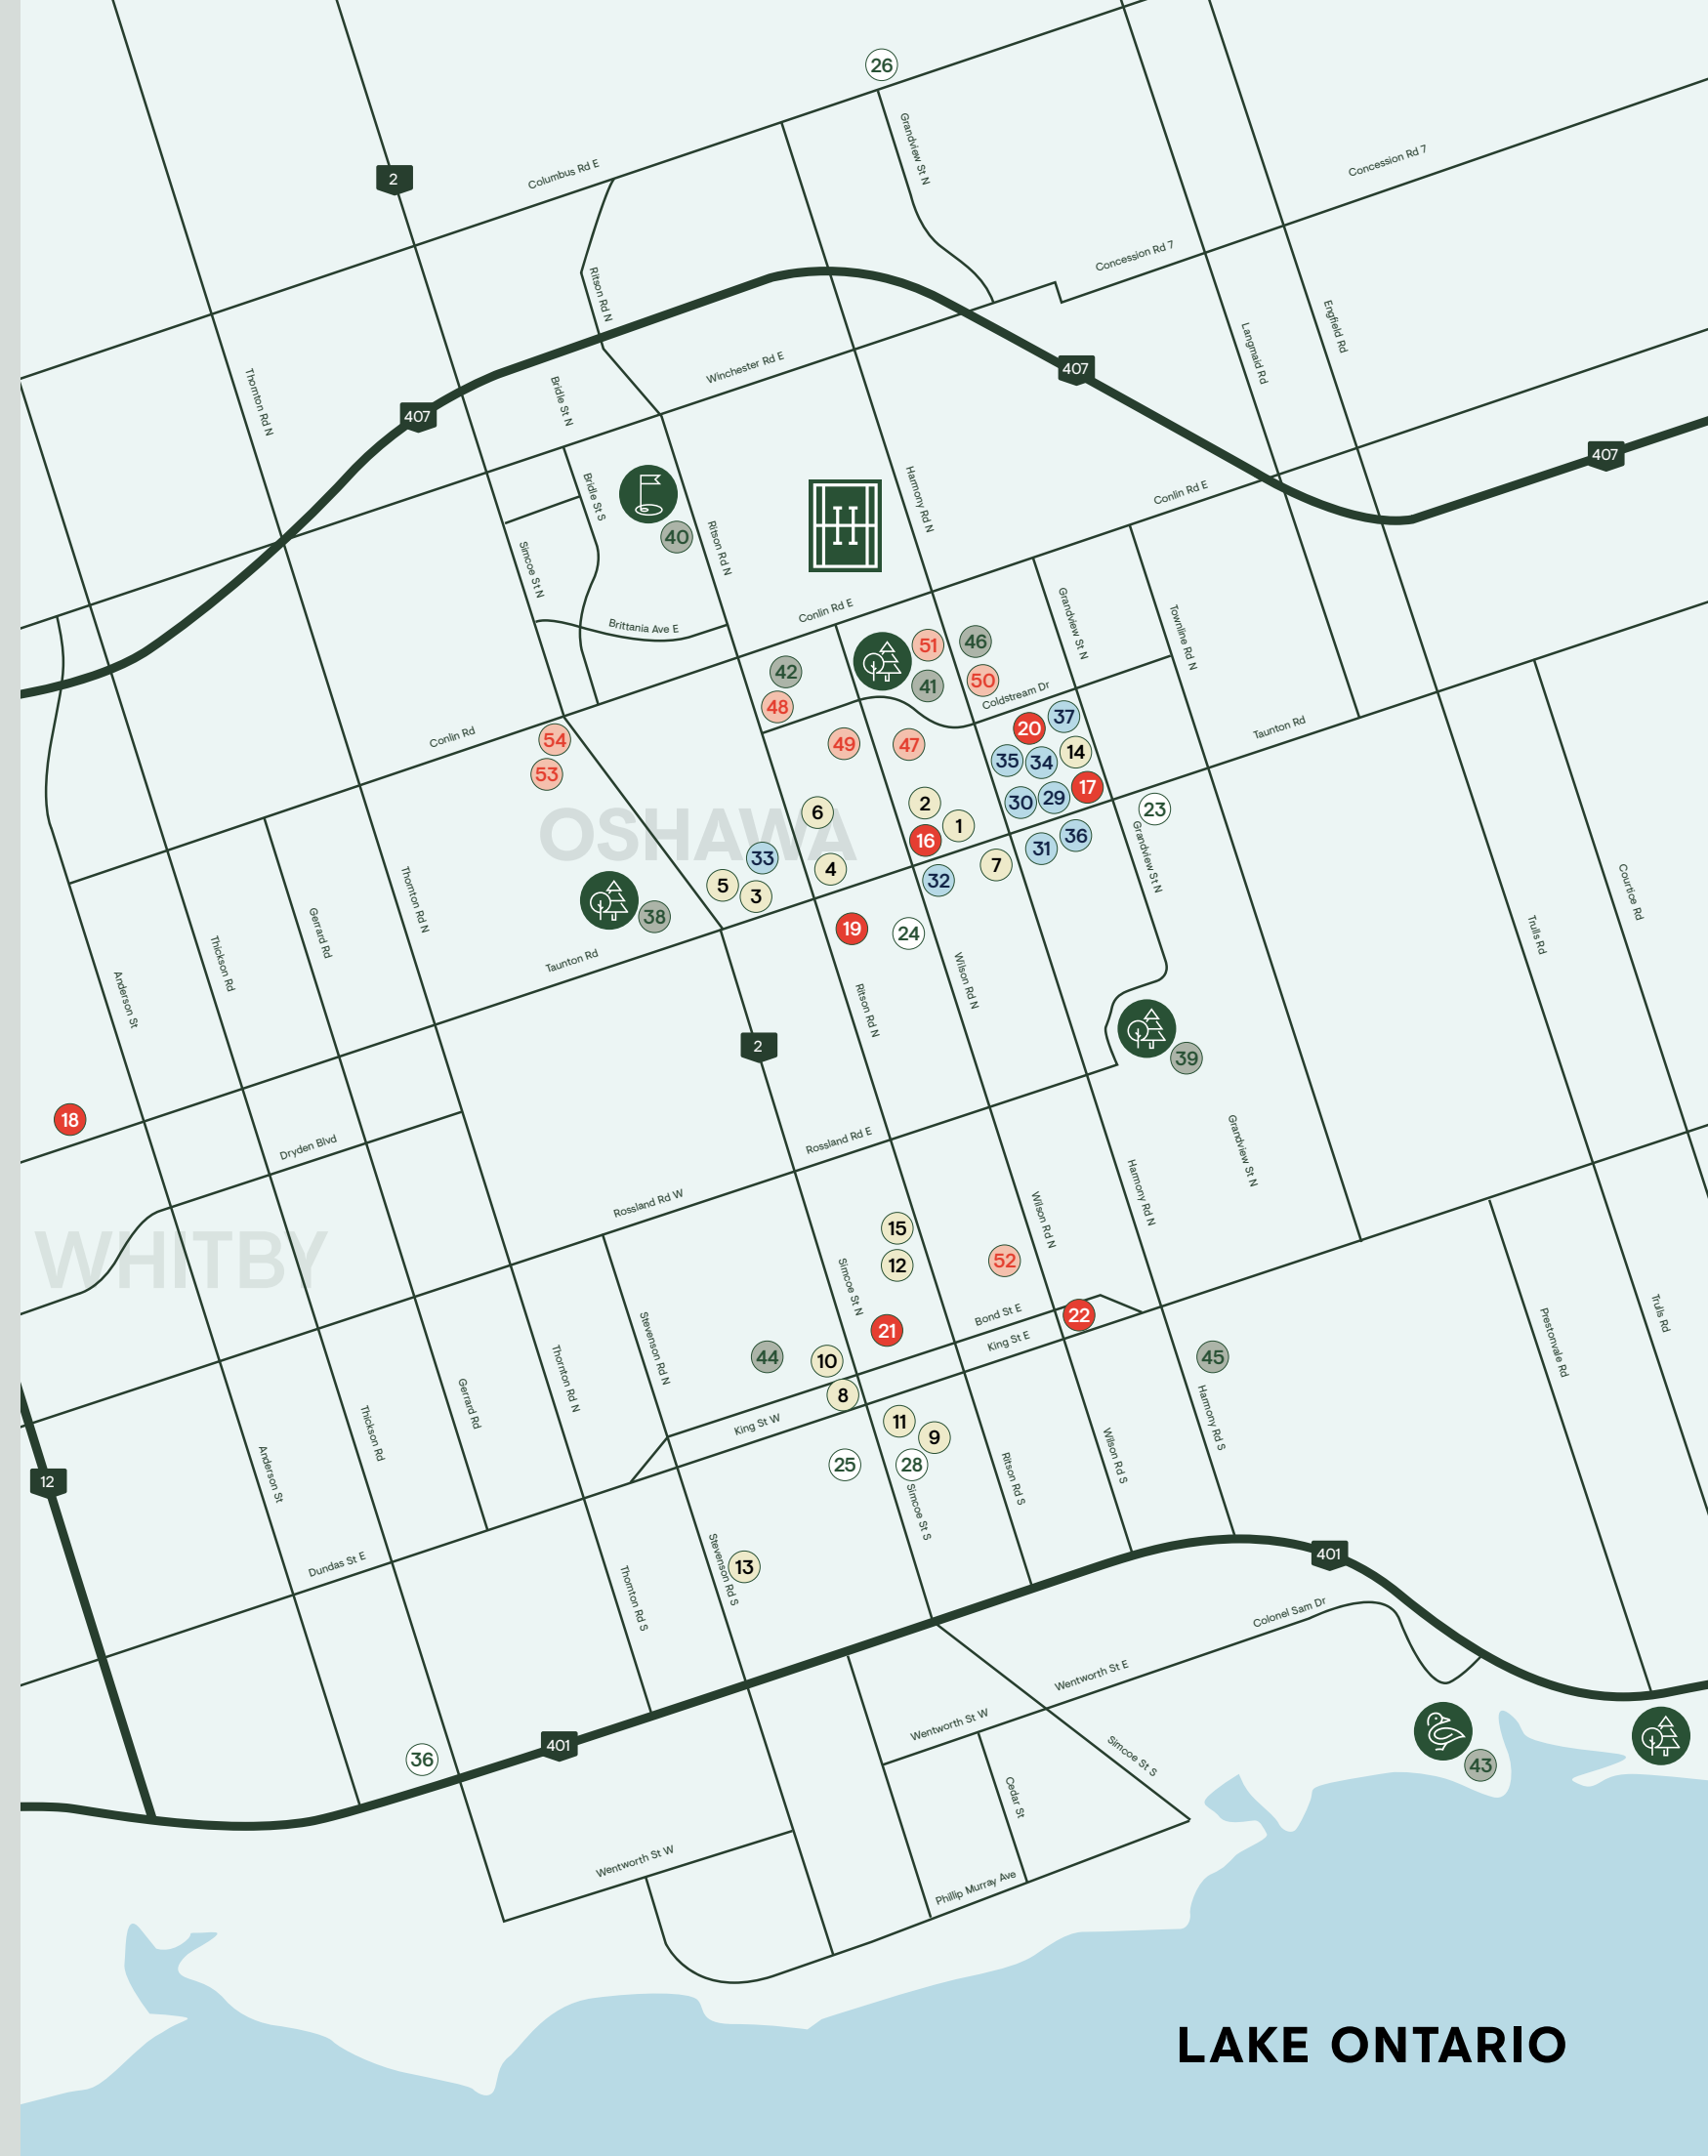 26
Grandview St N
Concession Rd 7
Columbus Rd E
2
Concession Rd 7
Ritson Rd N
Engfield Rd
Langmaid Rd
Winchester Rd E
407
Thornton Rd N
Bridle St N
407
407
Harmony Rd N
Conlin Rd E
Bridle St S
40
Ritson Rd N
Simcoe St N
Conlin Rd E
Brittania Ave E
Grandview St N
Townline Rd N
51
46
42
41
50
Coldstream Dr
48
37
20
Taunton Rd
Conlin Rd
54
49
47
14
35
34
53
17
30
29
23
OSHAWA
6
2
1
16
36
31
Grandview St N
33
4
7
32
5
3
Courtice Rd
Thornton Rd N
38
19
24
Gerrard Rd
Trulls Rd
Thickson Rd
Taunton Rd
Wilson Rd N
Anderson St
Ritson Rd N
2
39
18
Dryden Blvd
Rossland Rd E
Grandview St N
Rossland Rd W
Harmony Rd N
Wilson Rd N
15
WHITBY
12
52
Simcoe St N
Bond St E
22
Trulls Rd
21
King St E
Stevenson Rd N
Prestonvale Rd
44
10
45
Thornton Rd N
Gerrard Rd
8
Harmony Rd S
Thickson Rd
King St W
11
9
Anderson St
25
28
Wilson Rd S
Ritson Rd S
12
Simcoe St S
401
Dundas St E
13
Stevenson Rd S
Thornton Rd S
Colonel Sam Dr
Wentworth St E
Wentworth St W
401
36
Simcoe St S
43
Cedar St
Wentworth St W
Phillip Murray Ave
LAKE ONTARIO